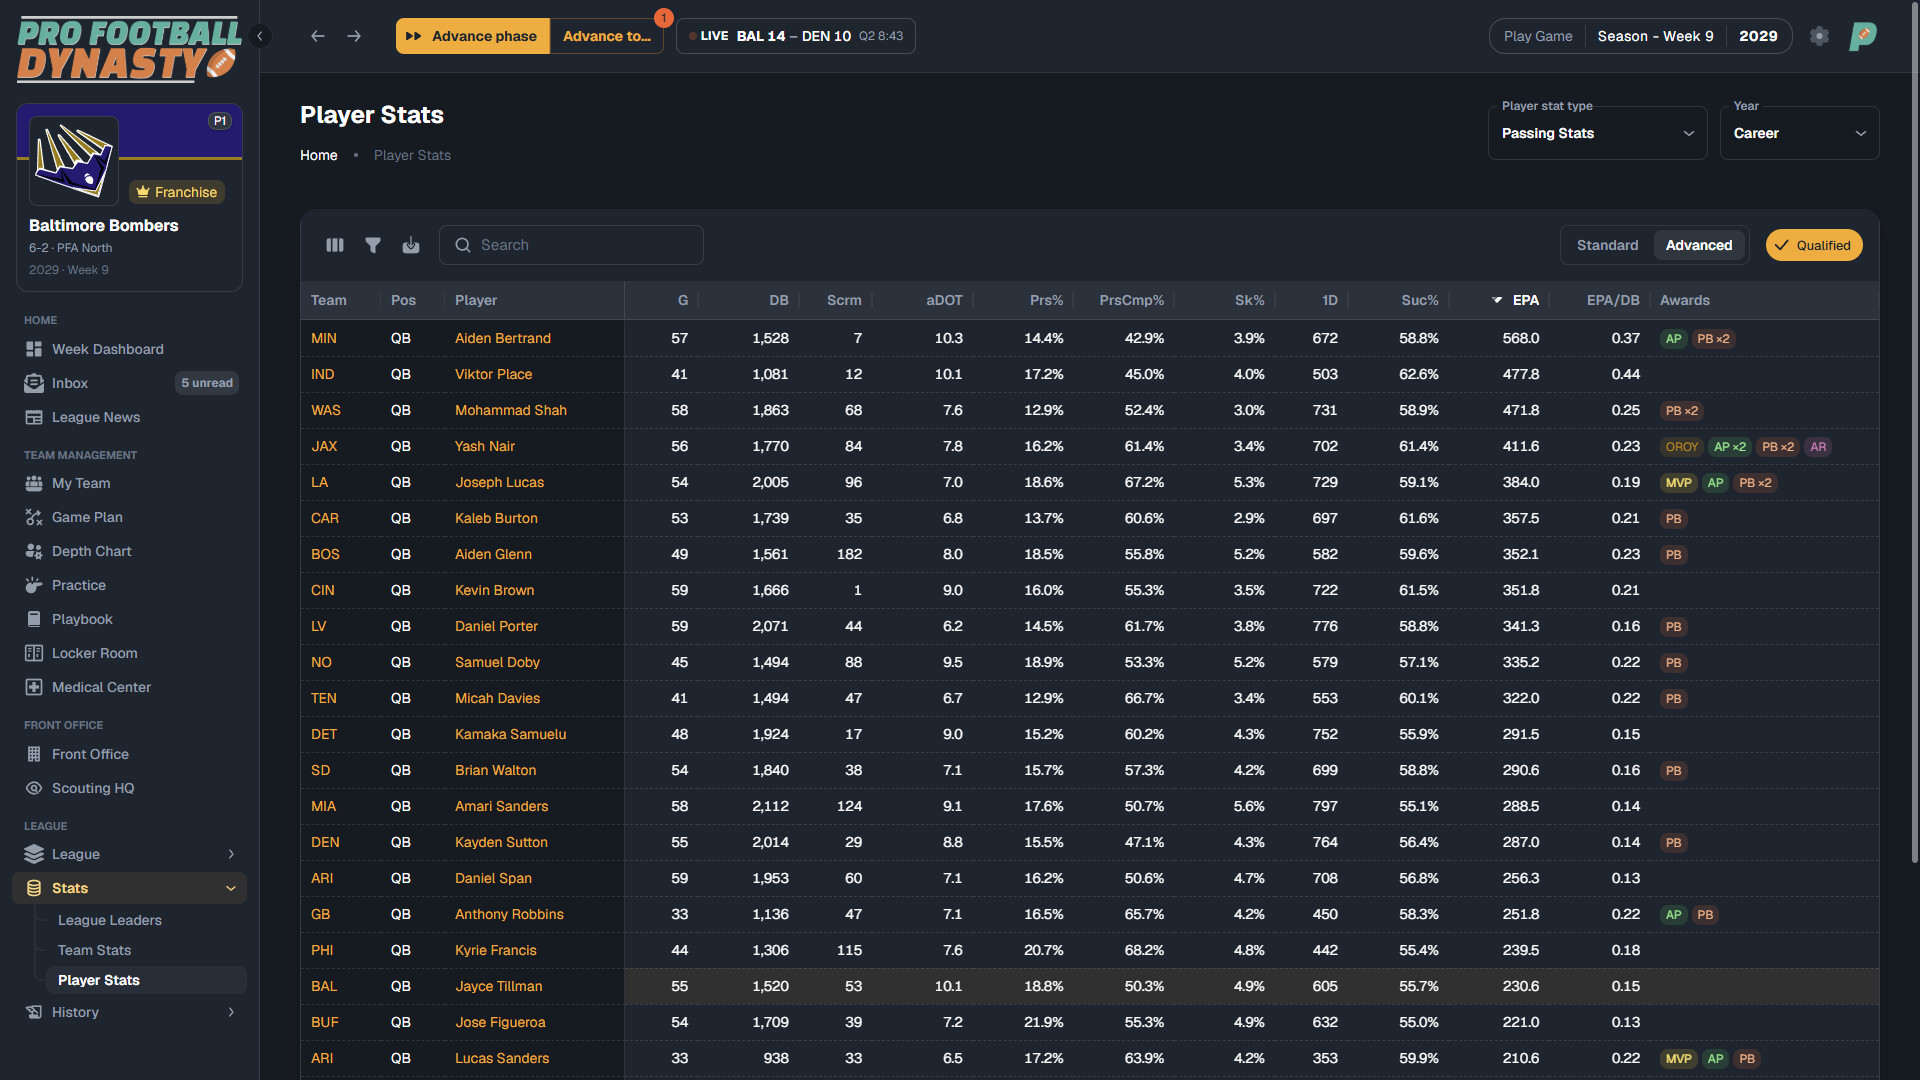 PRO FOOTBALL
DYNASTY
Advance phase
Advance to...
1
LIVE BAL 14 – DEN 10 Q2 8:43
Play Game
Season - Week 9
2029
P1
Franchise
Baltimore Bombers
6-2 · PFA North
2029 · Week 9
HOME
Week Dashboard
Inbox
5 unread
League News
TEAM MANAGEMENT
My Team
Game Plan
Depth Chart
Practice
Playbook
Locker Room
Medical Center
FRONT OFFICE
Front Office
Scouting HQ
LEAGUE
League
Stats
League Leaders
Team Stats
Player Stats
History
Player Stats
Home • Player Stats
Player stat type
Passing Stats
Year
Career
Search
Standard
Advanced
Qualified
Team Pos Player G DB Scrm aDOT Prs% PrsCmp% Sk% 1D Suc% EPA EPA/DB Awards
MIN QB Aiden Bertrand 57 1,528 7 10.3 14.4% 42.9% 3.9% 672 58.8% 568.0 0.37 AP PB ×2
IND QB Viktor Place 41 1,081 12 10.1 17.2% 45.0% 4.0% 503 62.6% 477.8 0.44
WAS QB Mohammad Shah 58 1,863 68 7.6 12.9% 52.4% 3.0% 731 58.9% 471.8 0.25 PB ×2
JAX QB Yash Nair 56 1,770 84 7.8 16.2% 61.4% 3.4% 702 61.4% 411.6 0.23 OROY AP ×2 PB ×2 AR
LA QB Joseph Lucas 54 2,005 96 7.0 18.6% 67.2% 5.3% 729 59.1% 384.0 0.19 MVP AP PB ×2
CAR QB Kaleb Burton 53 1,739 35 6.8 13.7% 60.6% 2.9% 697 61.6% 357.5 0.21 PB
BOS QB Aiden Glenn 49 1,561 182 8.0 18.5% 55.8% 5.2% 582 59.6% 352.1 0.23 PB
CIN QB Kevin Brown 59 1,666 1 9.0 16.0% 55.3% 3.5% 722 61.5% 351.8 0.21
LV QB Daniel Porter 59 2,071 44 6.2 14.5% 61.7% 3.8% 776 58.8% 341.3 0.16 PB
NO QB Samuel Doby 45 1,494 88 9.5 18.9% 53.3% 5.2% 579 57.1% 335.2 0.22 PB
TEN QB Micah Davies 41 1,494 47 6.7 12.9% 66.7% 3.4% 553 60.1% 322.0 0.22 PB
DET QB Kamaka Samuelu 48 1,924 17 9.0 15.2% 60.2% 4.3% 752 55.9% 291.5 0.15
SD QB Brian Walton 54 1,840 38 7.1 15.7% 57.3% 4.2% 699 58.8% 290.6 0.16 PB
MIA QB Amari Sanders 58 2,112 124 9.1 17.6% 50.7% 5.6% 797 55.1% 288.5 0.14
DEN QB Kayden Sutton 55 2,014 29 8.8 15.5% 47.1% 4.3% 764 56.4% 287.0 0.14 PB
ARI QB Daniel Span 59 1,953 60 7.1 16.2% 50.6% 4.7% 708 56.8% 256.3 0.13
GB QB Anthony Robbins 33 1,136 47 7.1 16.5% 65.7% 4.2% 450 58.3% 251.8 0.22 AP PB
PHI QB Kyrie Francis 44 1,306 115 7.6 20.7% 68.2% 4.8% 442 55.4% 239.5 0.18
BAL QB Jayce Tillman 55 1,520 53 10.1 18.8% 50.3% 4.9% 605 55.7% 230.6 0.15
BUF QB Jose Figueroa 54 1,709 39 7.2 21.9% 55.3% 4.9% 632 55.0% 221.0 0.13
ARI QB Lucas Sanders 33 938 33 6.5 17.2% 63.9% 4.2% 353 59.9% 210.6 0.22 MVP AP PB